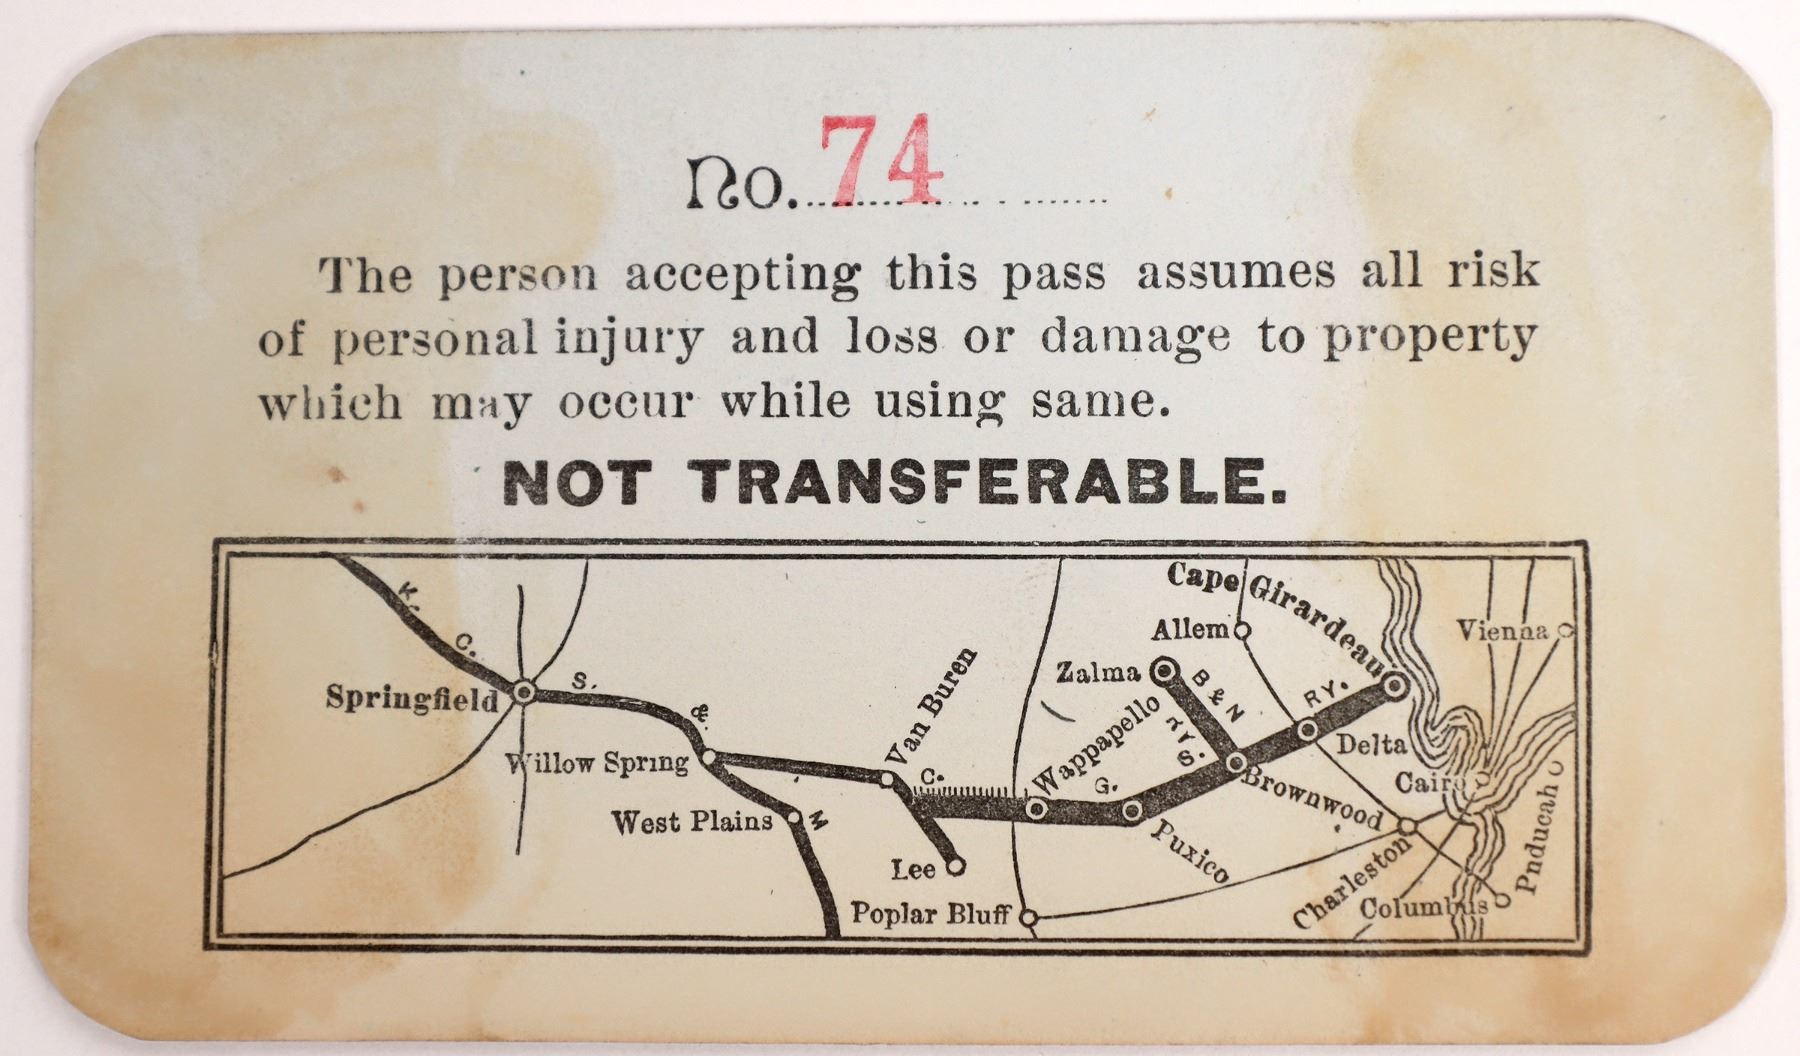 No. 74
The person accepting this pass assumes all risk
of personal injury and loss or damage to property
which may occur while using same.
NOT TRANSFERABLE.
K. C. S. & M
Springfield
Willow Spring
West Plains
Van Buren
Lee
Poplar Bluff
C. G. S. RY.
Wappapello
Puxico
Zalma
B & N RY.
Allem
Cape Girardeau
Brownwood
Delta
Vienna
Cairo
Charleston
Columbus
Pnducah